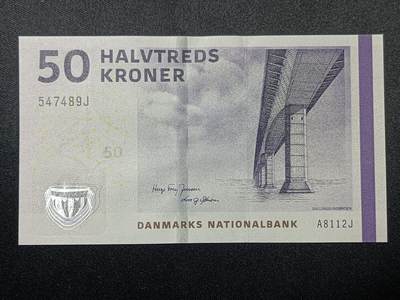 50 HALVTREDS
KRONER
547489J
50
DANMARKS NATIONALBANK
A8112J